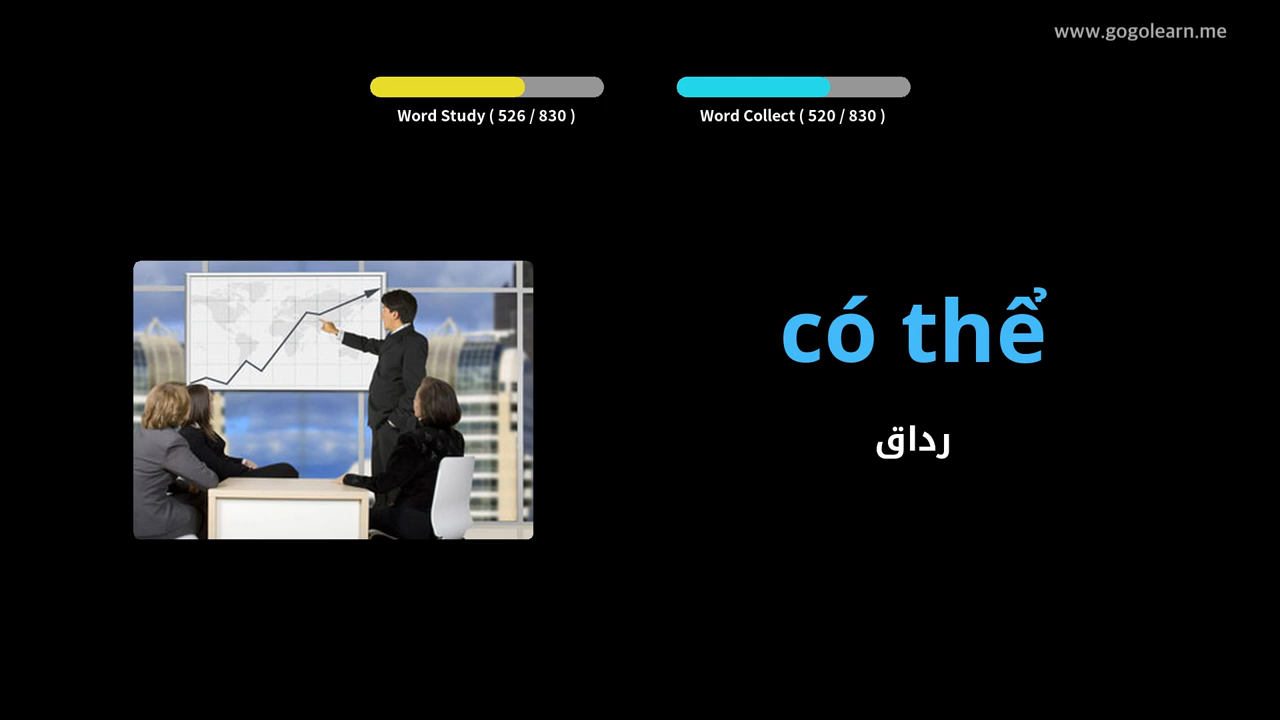 www.gogolearn.me
Word Study ( 526 / 830 )
Word Collect ( 520 / 830 )
có thể
رداق